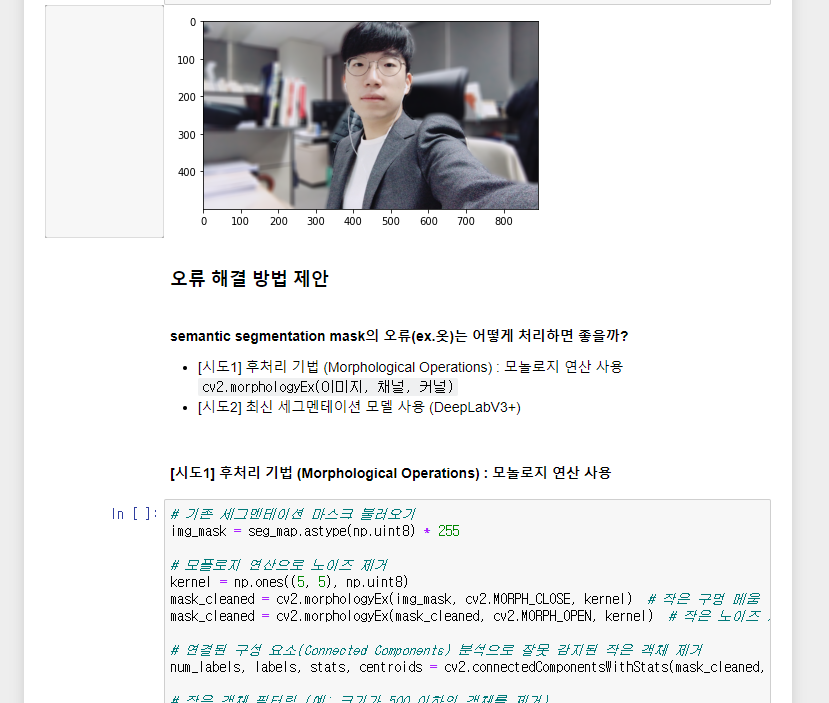 0
100
200
300
400
0 100 200 300 400 500 600 700 800
오류 해결 방법 제안
semantic segmentation mask의 오류(ex.옷)는 어떻게 처리하면 좋을까?
• [시도1] 후처리 기법 (Morphological Operations) : 모놀로지 연산 사용
cv2.morphologyEx(이미지, 채널, 커널)
• [시도2] 최신 세그멘테이션 모델 사용 (DeepLabV3+)
[시도1] 후처리 기법 (Morphological Operations) : 모놀로지 연산 사용
In [ ]:
# 기존 세그멘테이션 마스크 불러오기
img_mask = seg_map.astype(np.uint8) * 255
# 모폴로지 연산으로 노이즈 제거
kernel = np.ones((5, 5), np.uint8)
mask_cleaned = cv2.morphologyEx(img_mask, cv2.MORPH_CLOSE, kernel)  # 작은 구멍 메움
mask_cleaned = cv2.morphologyEx(mask_cleaned, cv2.MORPH_OPEN, kernel)  # 작은 노이즈
# 연결된 구성 요소(Connected Components) 분석으로 잘못 감지된 작은 객체 제거
num_labels, labels, stats, centroids = cv2.connectedComponentsWithStats(mask_cleaned,
# 작은 객체 필터링 (예: 크기가 500 이하인 객체를 제거)